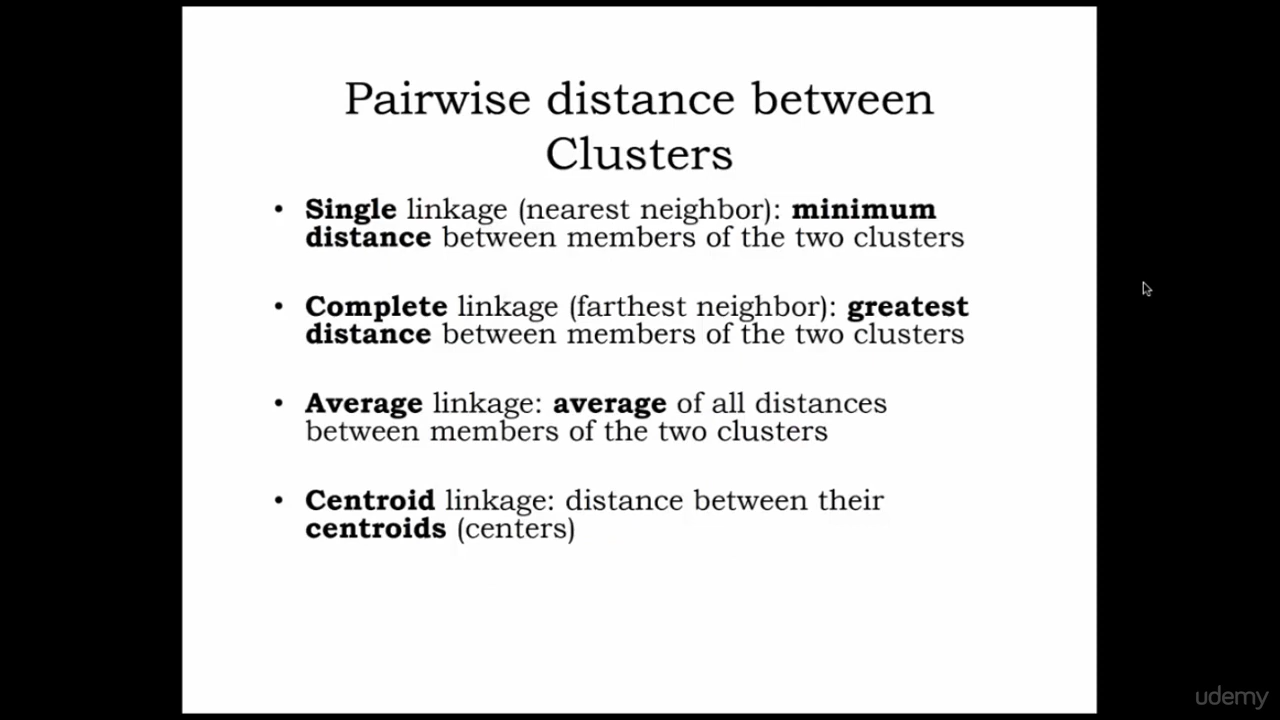 Pairwise distance between
Clusters
• Single linkage (nearest neighbor): minimum
distance between members of the two clusters
• Complete linkage (farthest neighbor): greatest
distance between members of the two clusters
• Average linkage: average of all distances
between members of the two clusters
• Centroid linkage: distance between their
centroids (centers)
udemy